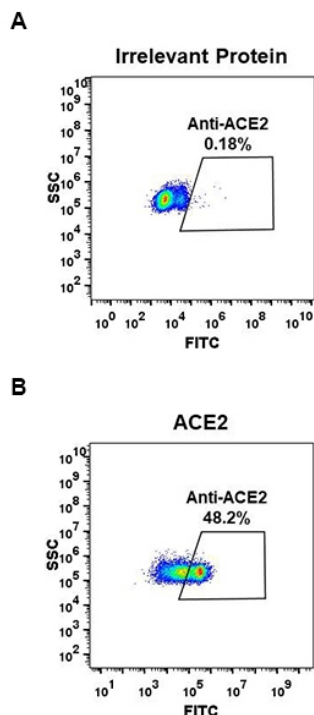 A
Irrelevant Protein
Anti-ACE2
0.18%
SSC
10^10
10^9
10^8
10^7
10^6
10^5
10^4
10^3
10^2
10^0 10^2 10^4 10^6 10^8 10^10
FITC
B
ACE2
Anti-ACE2
48.2%
SSC
10^10
10^9
10^8
10^7
10^6
10^5
10^4
10^3
10^2
10^1 10^3 10^5 10^7 10^9
FITC